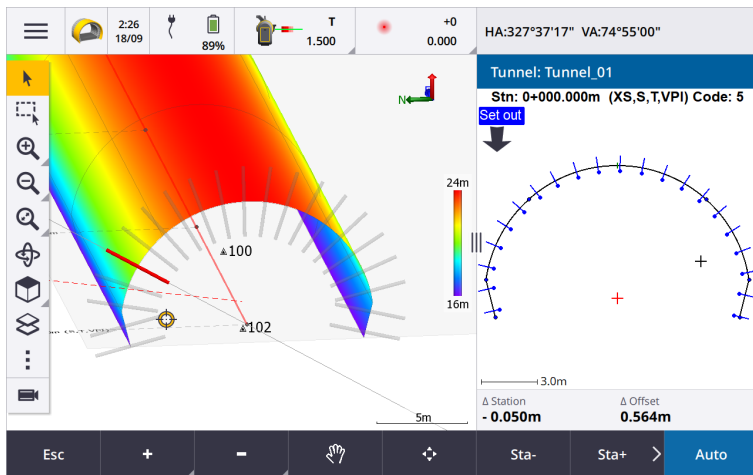 2:26
18/09
89%
T
1.500
+0
0.000
HA:327°37'17" VA:74°55'00"
Tunnel: Tunnel_01
Stn: 0+000.000m (XS,S,T,VPI) Code: 5
Set out
N
24m
16m
100
102
5m
3.0m
Δ Station
- 0.050m
Δ Offset
0.564m
Esc
+
-
Sta-
Sta+
Auto